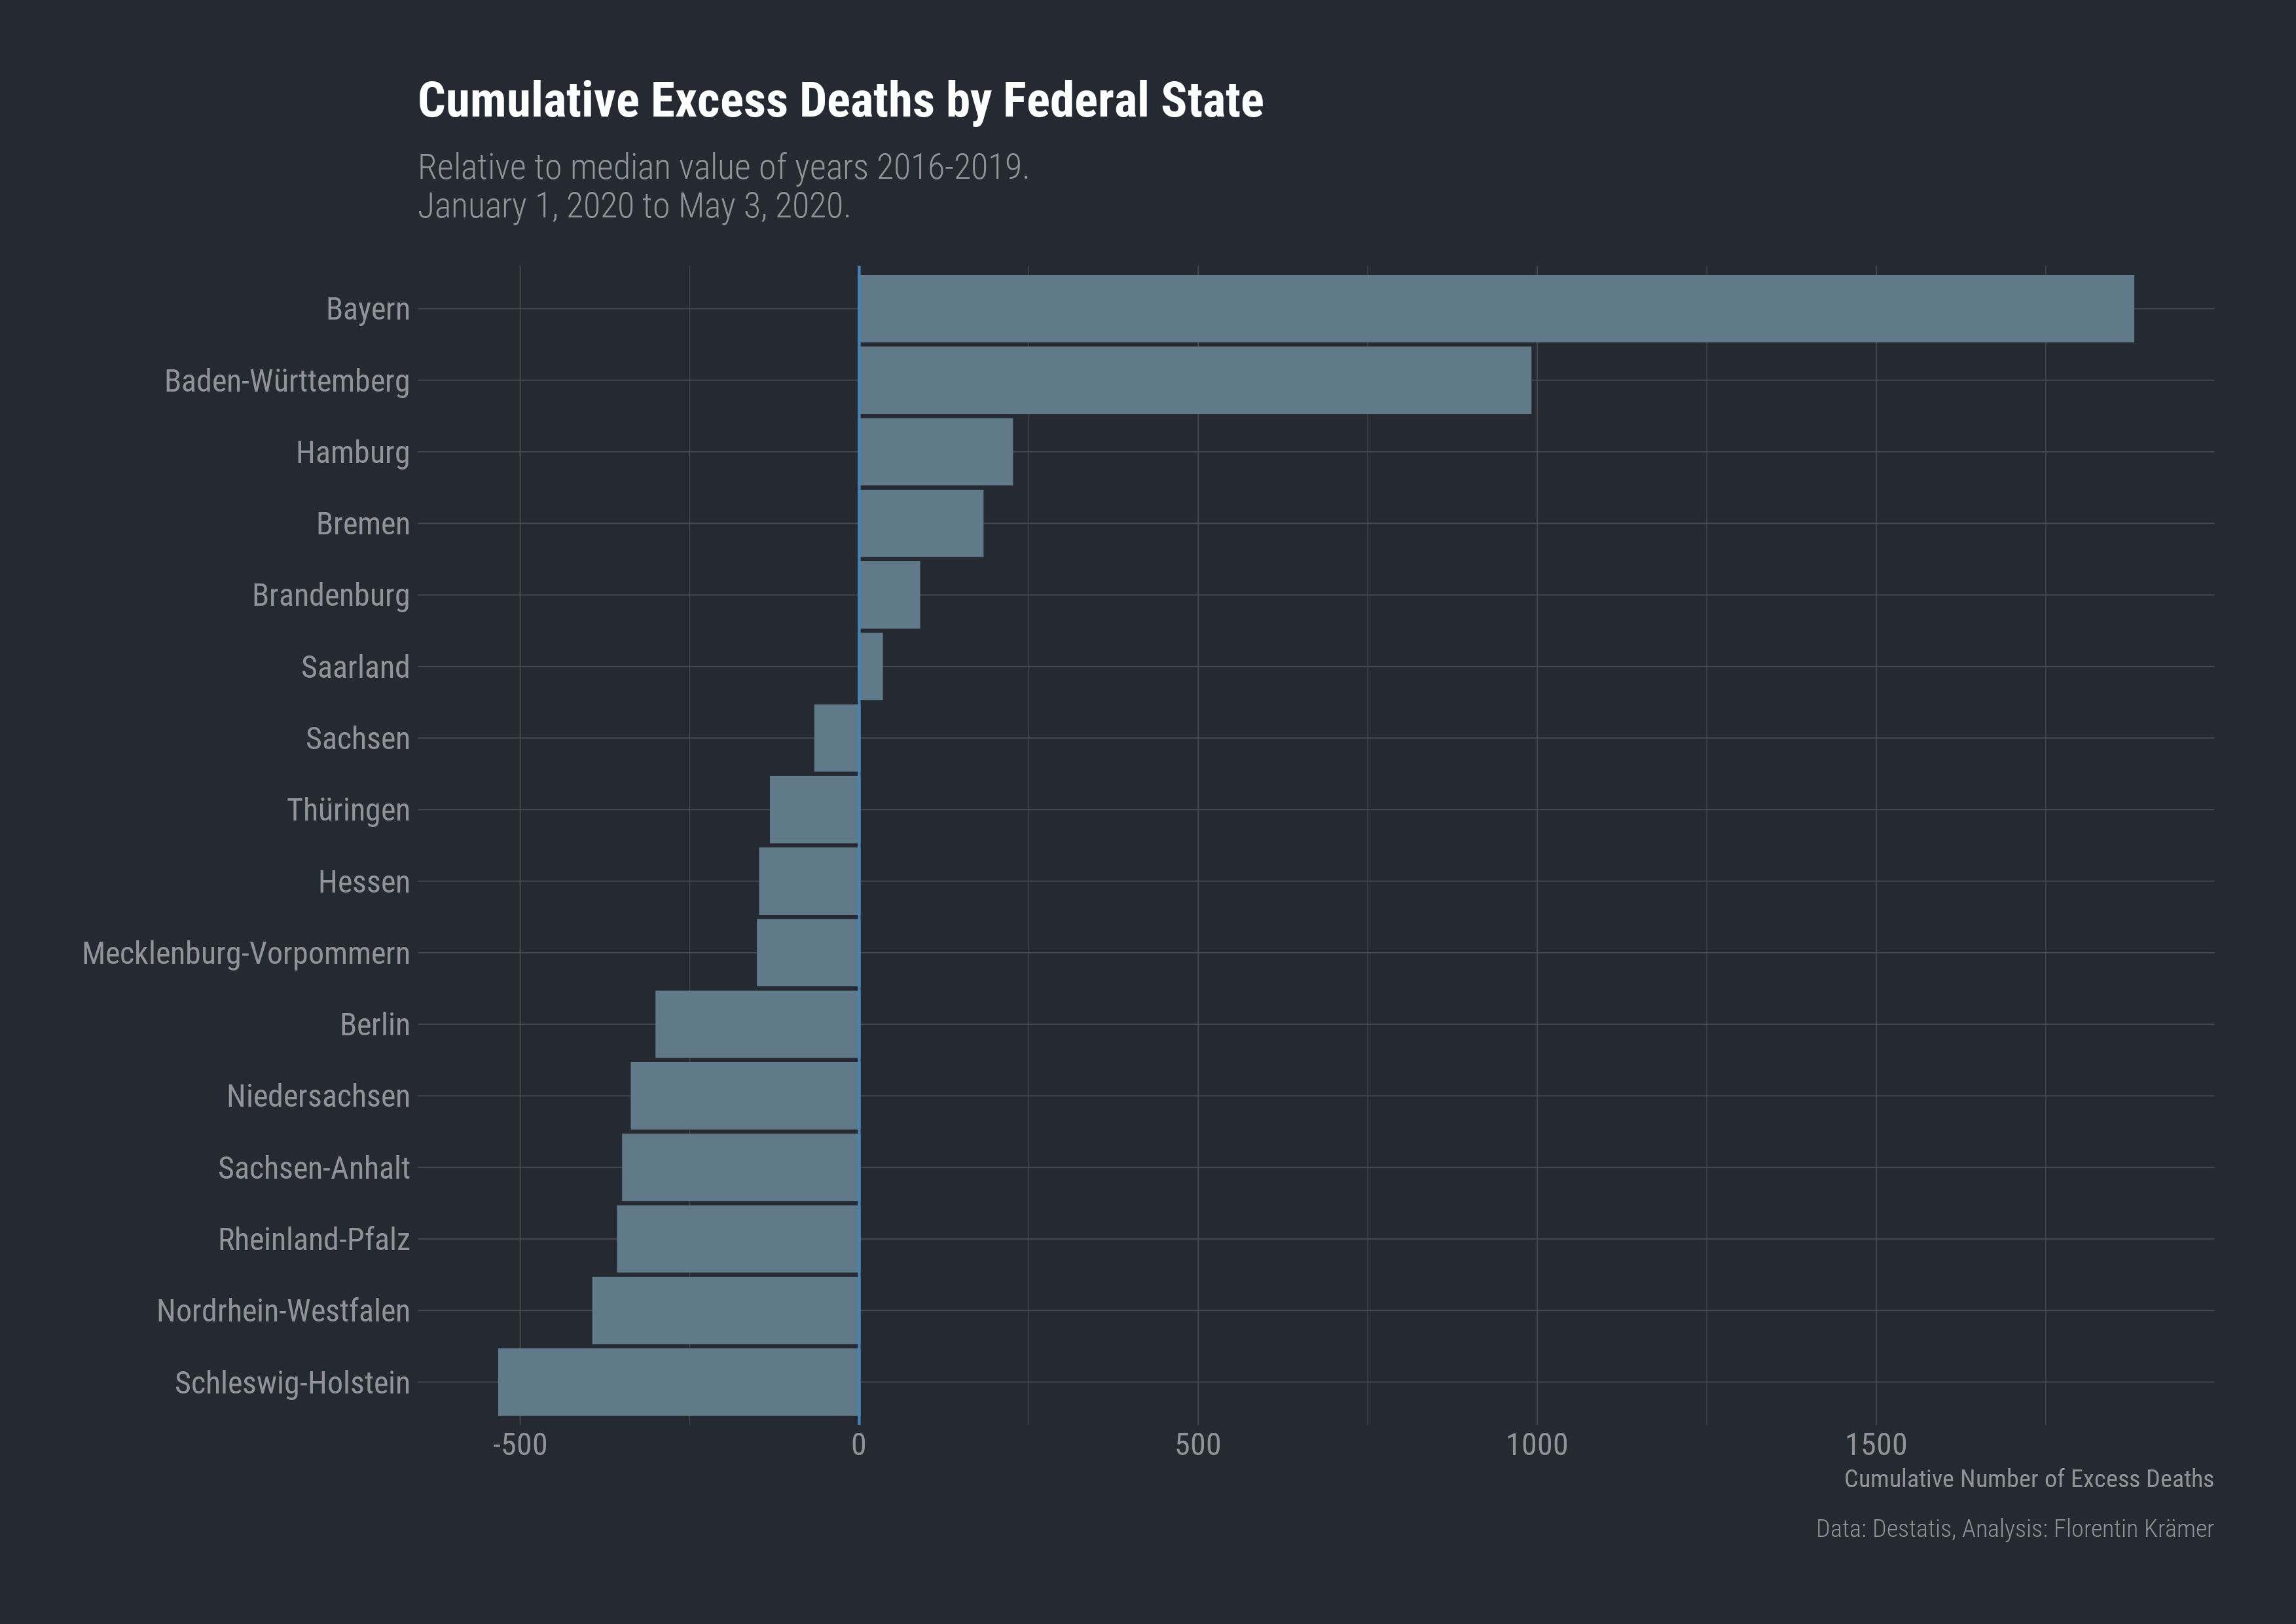 Cumulative Excess Deaths by Federal State
Relative to median value of years 2016-2019.
January 1, 2020 to May 3, 2020.
Bayern
Baden-Württemberg
Hamburg
Bremen
Brandenburg
Saarland
Sachsen
Thüringen
Hessen
Mecklenburg-Vorpommern
Berlin
Niedersachsen
Sachsen-Anhalt
Rheinland-Pfalz
Nordrhein-Westfalen
Schleswig-Holstein
-500 0 500 1000 1500
Cumulative Number of Excess Deaths
Data: Destatis, Analysis: Florentin Krämer